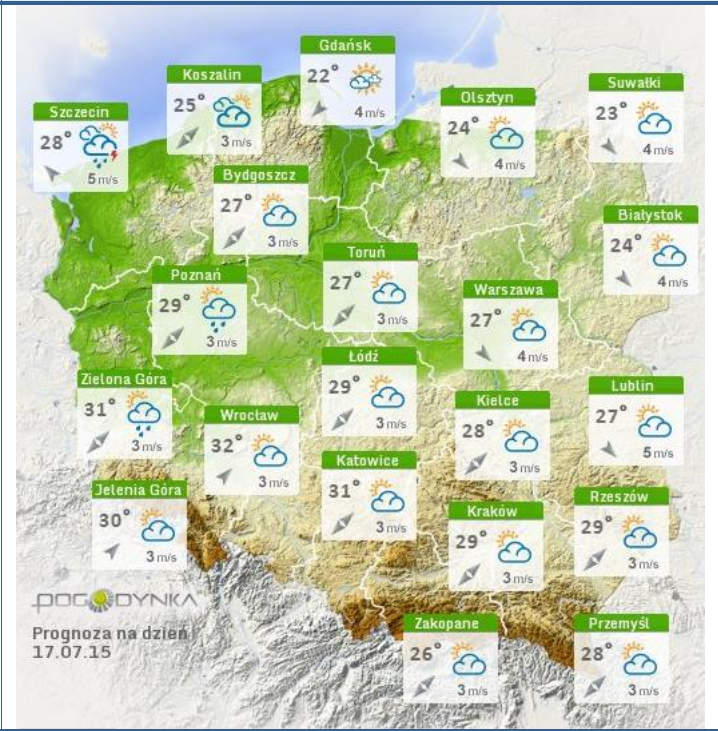 Gdańsk
22°
4 m/s
Koszalin
25°
3 m/s
Szczecin
28°
5 m/s
Olsztyn
24°
4 m/s
Suwałki
23°
4 m/s
Bydgoszcz
27°
3 m/s
Białystok
24°
4 m/s
Toruń
27°
3 m/s
Poznań
29°
3 m/s
Warszawa
27°
4 m/s
Łódź
29°
3 m/s
Zielona Góra
31°
3 m/s
Lublin
27°
5 m/s
Kielce
28°
3 m/s
Wrocław
32°
3 m/s
Katowice
31°
3 m/s
Jelenia Góra
30°
3 m/s
Rzeszów
29°
3 m/s
Kraków
29°
3 m/s
POGODYNKA
Prognoza na dzień
17.07.15
Zakopane
26°
3 m/s
Przemyśl
28°
3 m/s